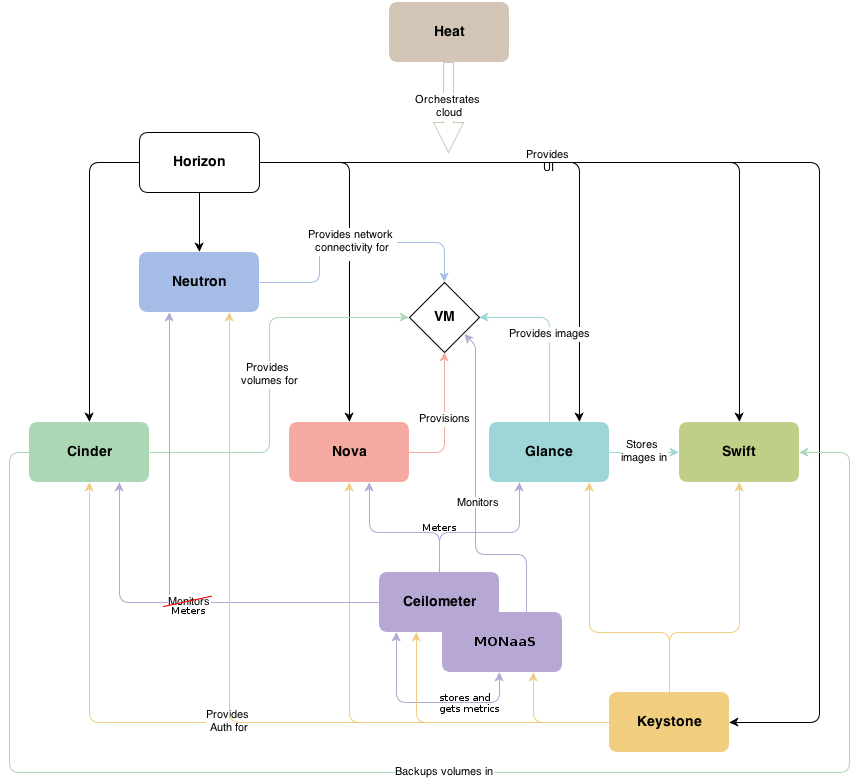 Heat
Orchestrates
cloud
Horizon
Provides
UI
Provides network
connectivity for
Neutron
VM
Provides images
Provides
volumes for
Provisions
Cinder
Nova
Glance
Stores
images in
Swift
Monitors
Meters
Monitors
Meters
Ceilometer
MONaaS
stores and
gets metrics
Provides
Auth for
Keystone
Backups volumes in